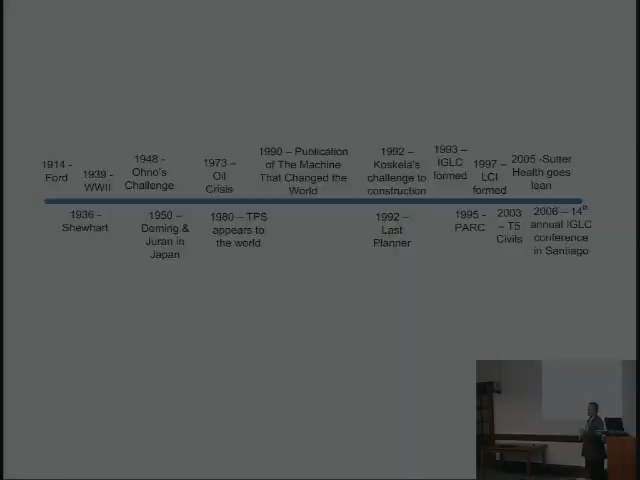 1914 -
Ford
1939 -
WWII
1948 -
Ohno's
Challenge
1973 –
Oil
Crisis
1990 – Publication
of The Machine
That Changed the
World
1992 –
Koskela's
challenge to
construction
1993 –
IGLC
formed
1997 –
LCI
formed
2005 -Sutter
Health goes
lean
1936 -
Shewhart
1950 –
Deming &
Juran in
Japan
1980 – TPS
appears to
the world
1992 –
Last
Planner
1995 -
PARC
2003
– T5
Civils
2006 – 14th
annual IGLC
conference
in Santiago